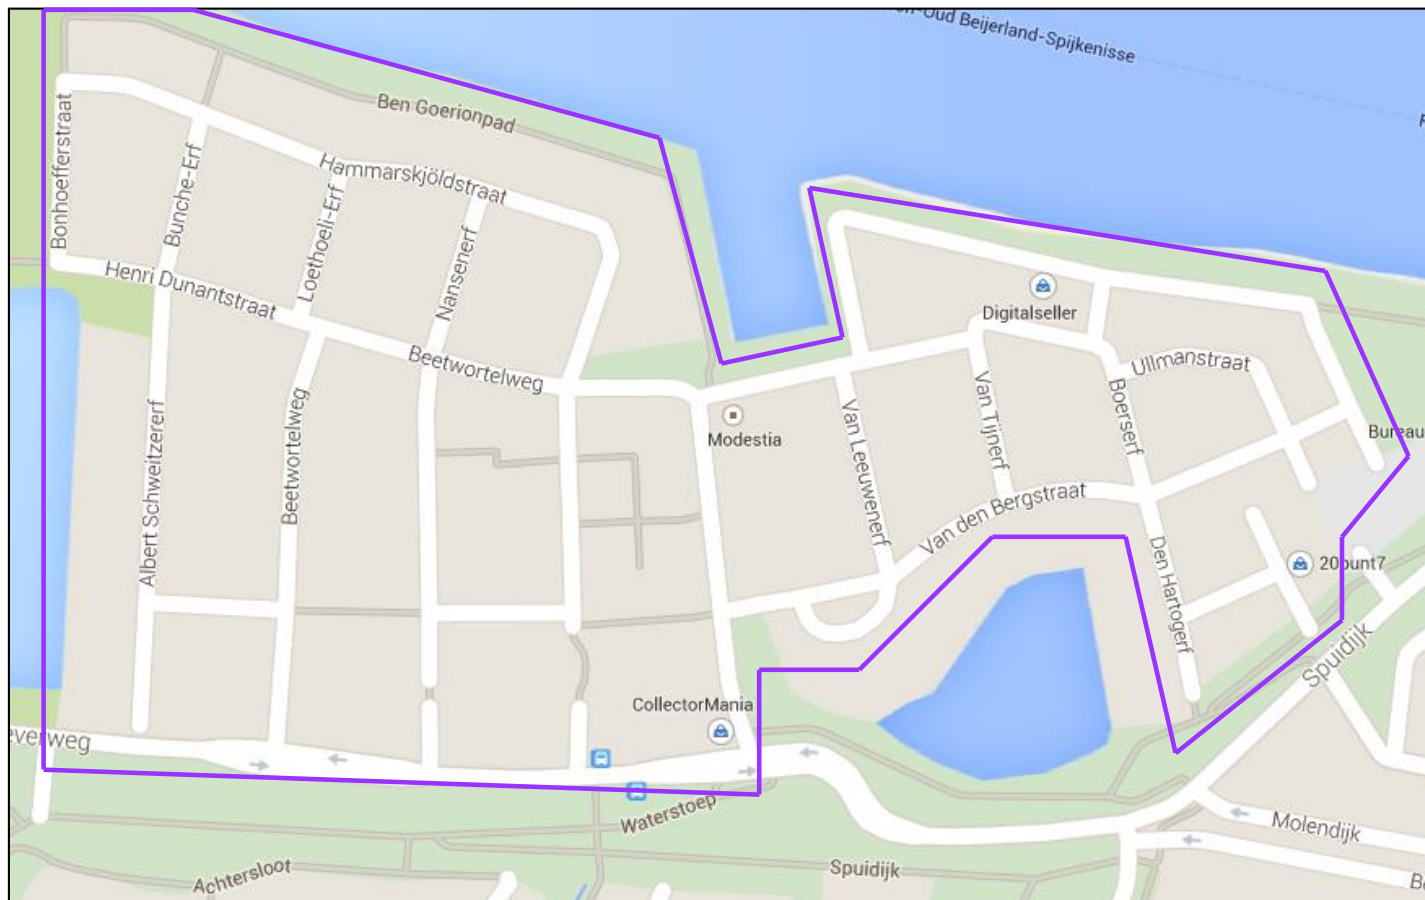 n-Oud Beijerland-Spijkenisse
Ben Goerionpad
Bonhoefferstraat
Bunche-Erf
Hammarskjöldstraat
Loethoeli-Erf
Nansenerf
Henri Dunantstraat
Digitalseller
Beetwortelweg
Ullmanstraat
Van Tijnerf
Boerserf
Modestia
Bureau
Van Leeuwenerf
Beetwortelweg
Albert Schweitzererf
Van den Bergstraat
Den Hartogerf
20punt7
Spuidijk
CollectorMania
everweg
Waterstoep
Molendijk
Achtersloot
Spuidijk